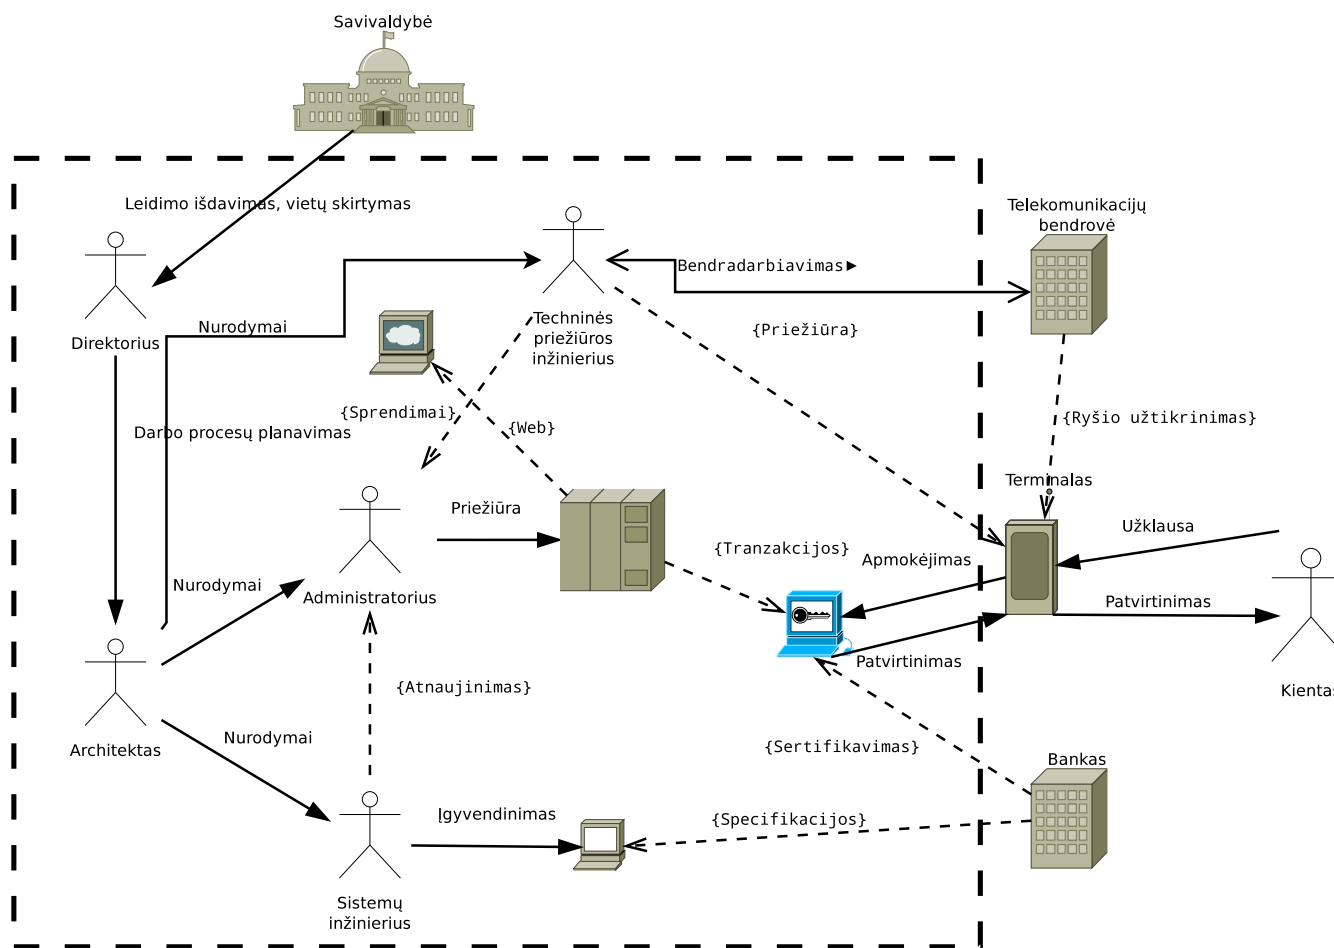 Savivaldybė
Leidimo išdavimas, vietų skirtymas
Telekomunikacijų
bendrovė
Bendradarbiavimas►
Nurodymai
Direktorius
Techninės
priežiūros
inžinierius
{Priežiūra}
{Sprendimai}
{Web}
{Ryšio užtikrinimas}
Darbo procesų planavimas
Terminalas
Priežiūra
Užklausa
{Tranzakcijos}
Apmokėjimas
Nurodymai
Administratorius
Patvirtinimas
Patvirtinimas
{Atnaujinimas}
Kientas
Architektas
Nurodymai
{Sertifikavimas}
Bankas
Įgyvendinimas
{Specifikacijos}
Sistemų
inžinierius